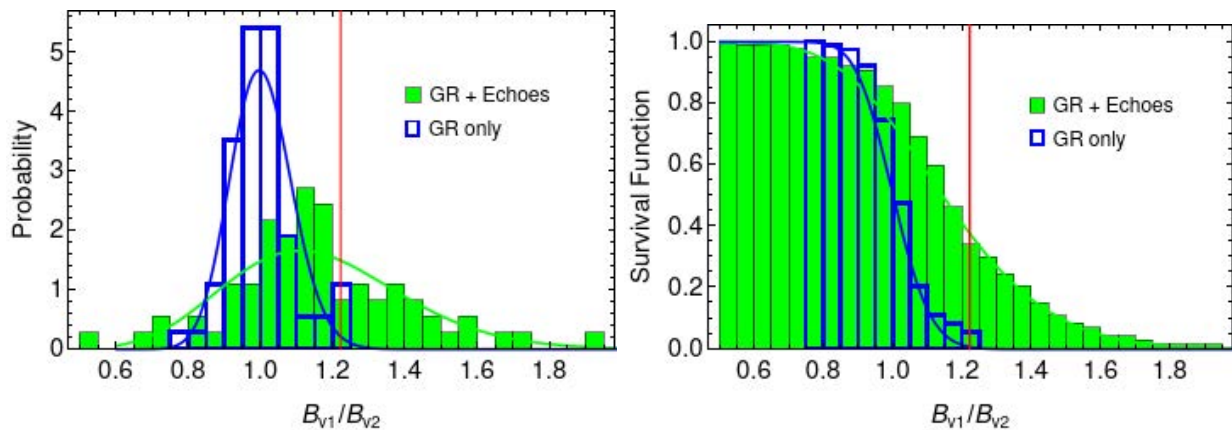 Probability
5
4
3
2
1
0
GR + Echoes
GR only
0.6 0.8 1.0 1.2 1.4 1.6 1.8
B_v1/B_v2
Survival Function
1.0
0.8
0.6
0.4
0.2
0.0
GR + Echoes
GR only
0.6 0.8 1.0 1.2 1.4 1.6 1.8
B_v1/B_v2